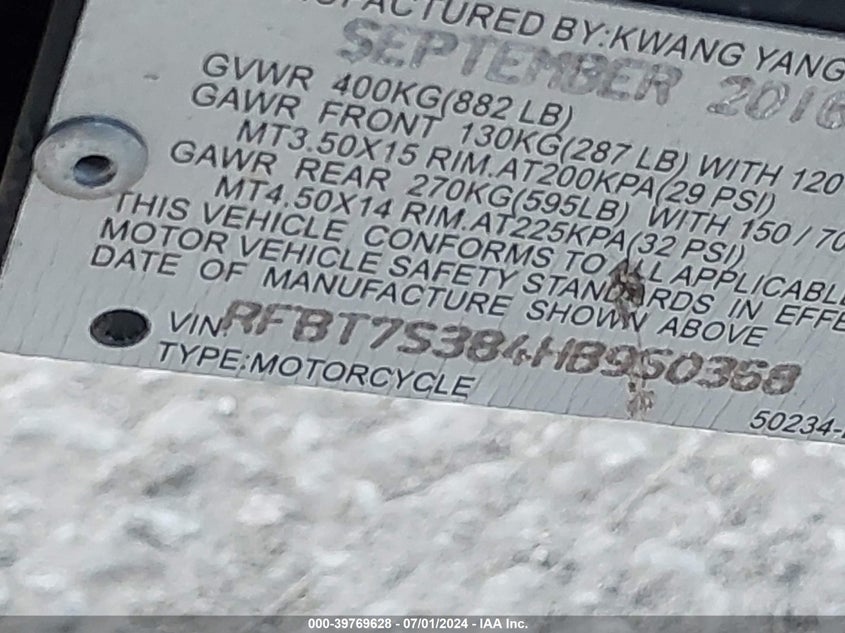 UFACTURED BY:KWANG YANG
SEPTEMBER 2016
GVWR 400KG(882 LB)
GAWR FRONT 130KG(287 LB) WITH 120
MT3.50X15 RIM.AT200KPA(29 PSI)
GAWR REAR 270KG(595LB) WITH 150/70
MT4.50X14 RIM.AT225KPA(32 PSI)
THIS VEHICLE CONFORMS TO ALL APPLICABLE
MOTOR VEHICLE SAFETY STANDARDS IN EFFE
DATE OF MANUFACTURE SHOWN ABOVE
VIN:RFBT7S384HB950368
TYPE:MOTORCYCLE
50234-
000-39769628 - 07/01/2024 - IAA Inc.